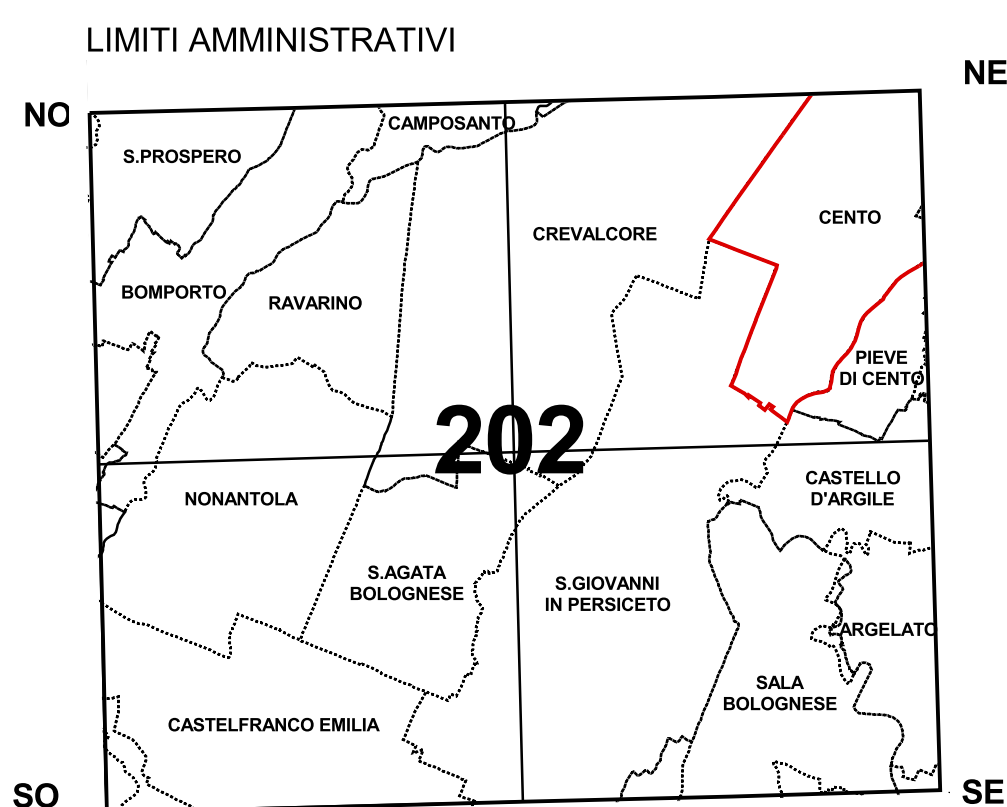 LIMITI AMMINISTRATIVI
NE
NO
CAMPOSANTO
S.PROSPERO
CENTO
CREVALCORE
BOMPORTO
RAVARINO
PIEVE
DI CENTO
202
CASTELLO
D'ARGILE
NONANTOLA
S.AGATA
BOLOGNESE
S.GIOVANNI
IN PERSICETO
ARGELATO
SALA
BOLOGNESE
CASTELFRANCO EMILIA
SO
SE